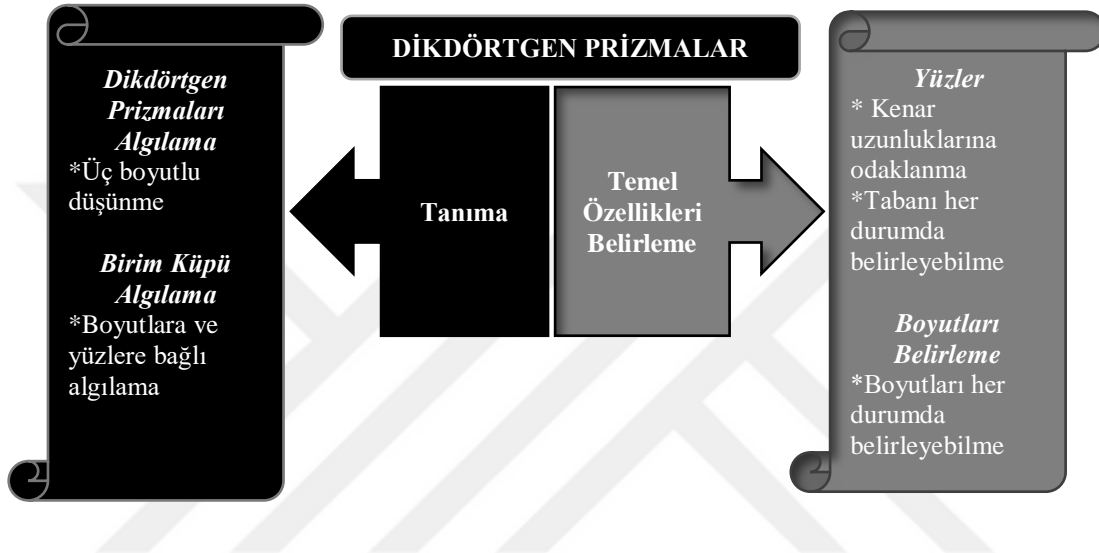 DİKDÖRTGEN PRİZMALAR
Dikdörtgen
Prizmaları
Algılama
*Üç boyutlu
düşünme
Birim Küpü
Algılama
*Boyutlara ve
yüzlere bağlı
algılama
Tanıma
Temel
Özellikleri
Belirleme
Yüzler
* Kenar
uzunluklarına
odaklanma
*Tabanı her
durumda
belirleyebilme
Boyutları
Belirleme
*Boyutları her
durumda
belirleyebilme